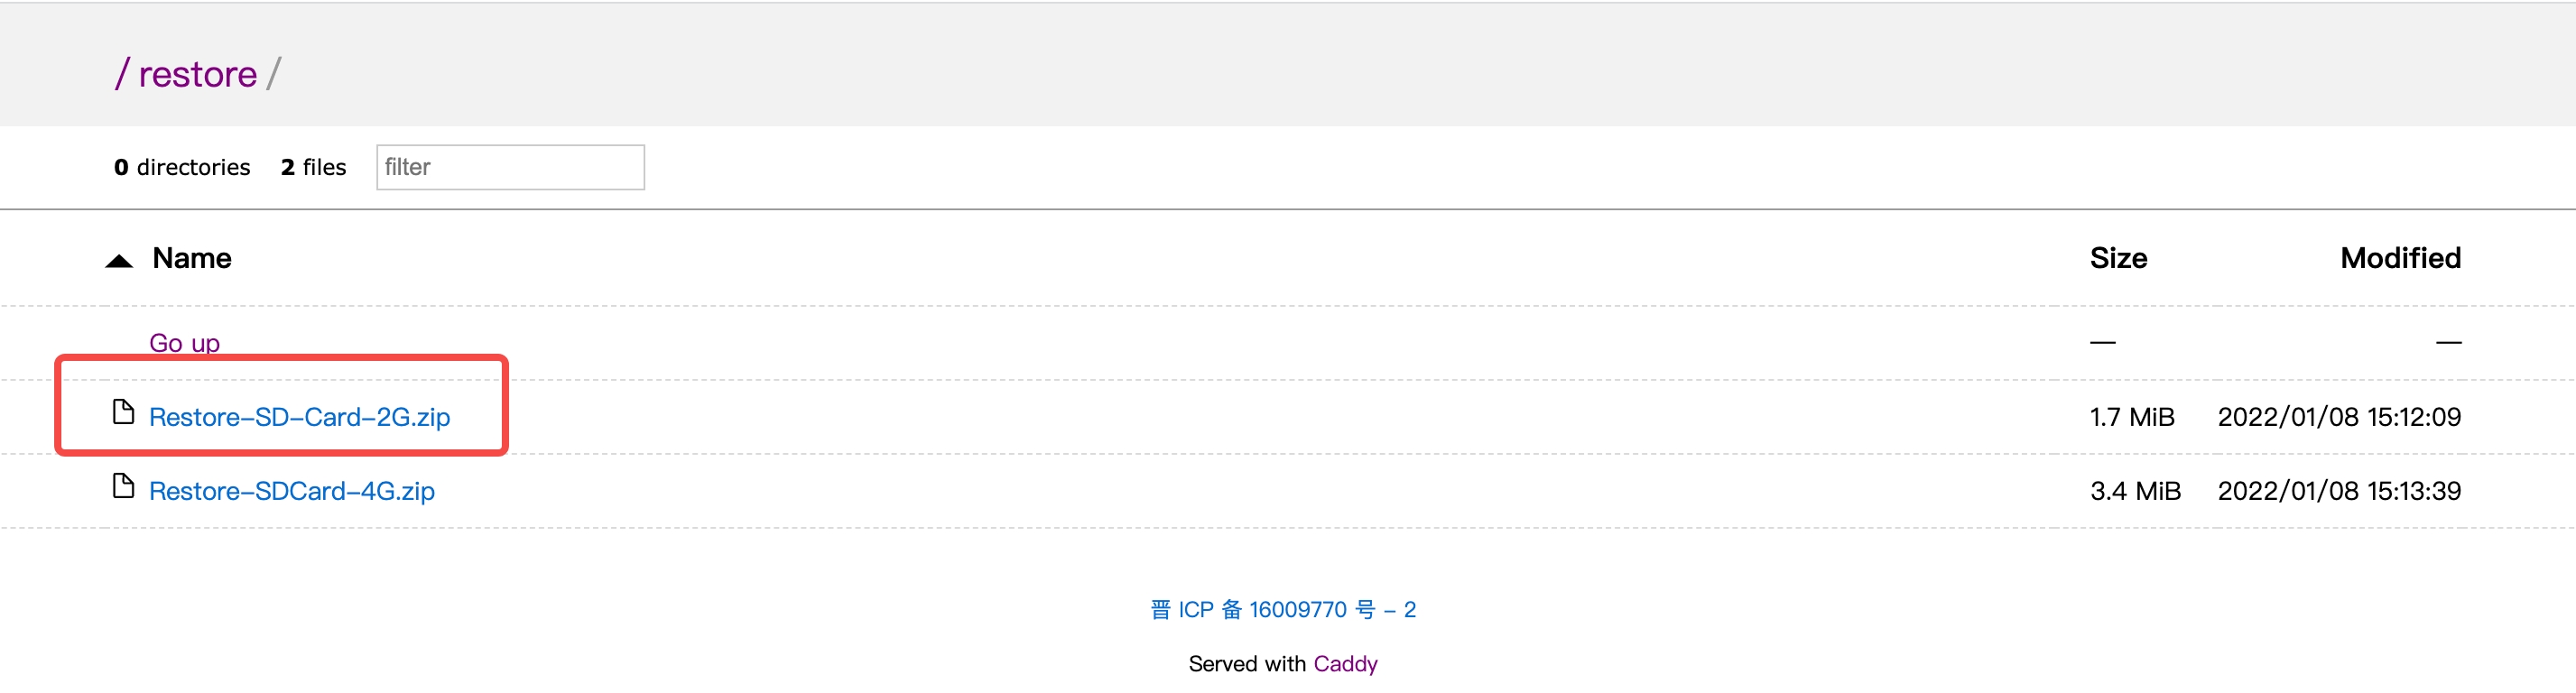 / restore /
0 directories 2 files filter
Name Size Modified
Go up — —
Restore-SD-Card-2G.zip 1.7 MiB 2022/01/08 15:12:09
Restore-SDCard-4G.zip 3.4 MiB 2022/01/08 15:13:39
晋 ICP 备 16009770 号 - 2
Served with Caddy